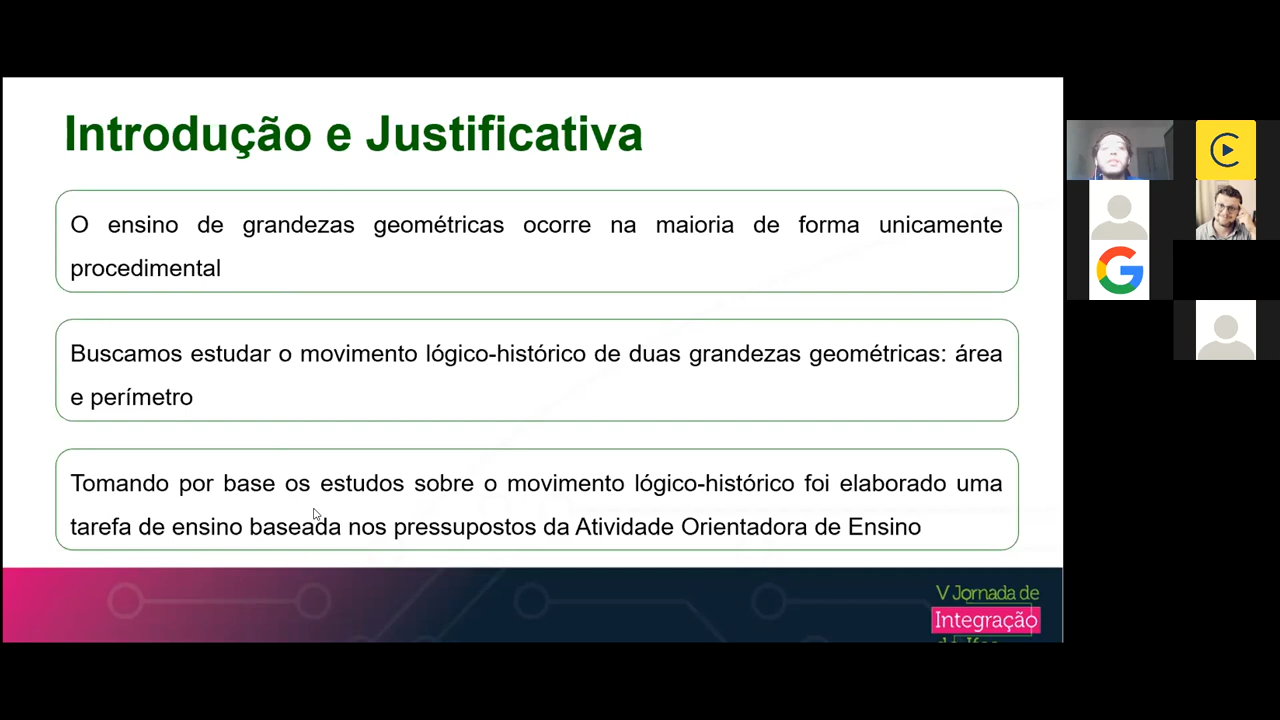 Introdução e Justificativa
O ensino de grandezas geométricas ocorre na maioria de forma unicamente
procedimental
Buscamos estudar o movimento lógico-histórico de duas grandezas geométricas: área
e perímetro
Tomando por base os estudos sobre o movimento lógico-histórico foi elaborado uma
tarefa de ensino baseada nos pressupostos da Atividade Orientadora de Ensino
V Jornada de
Integração